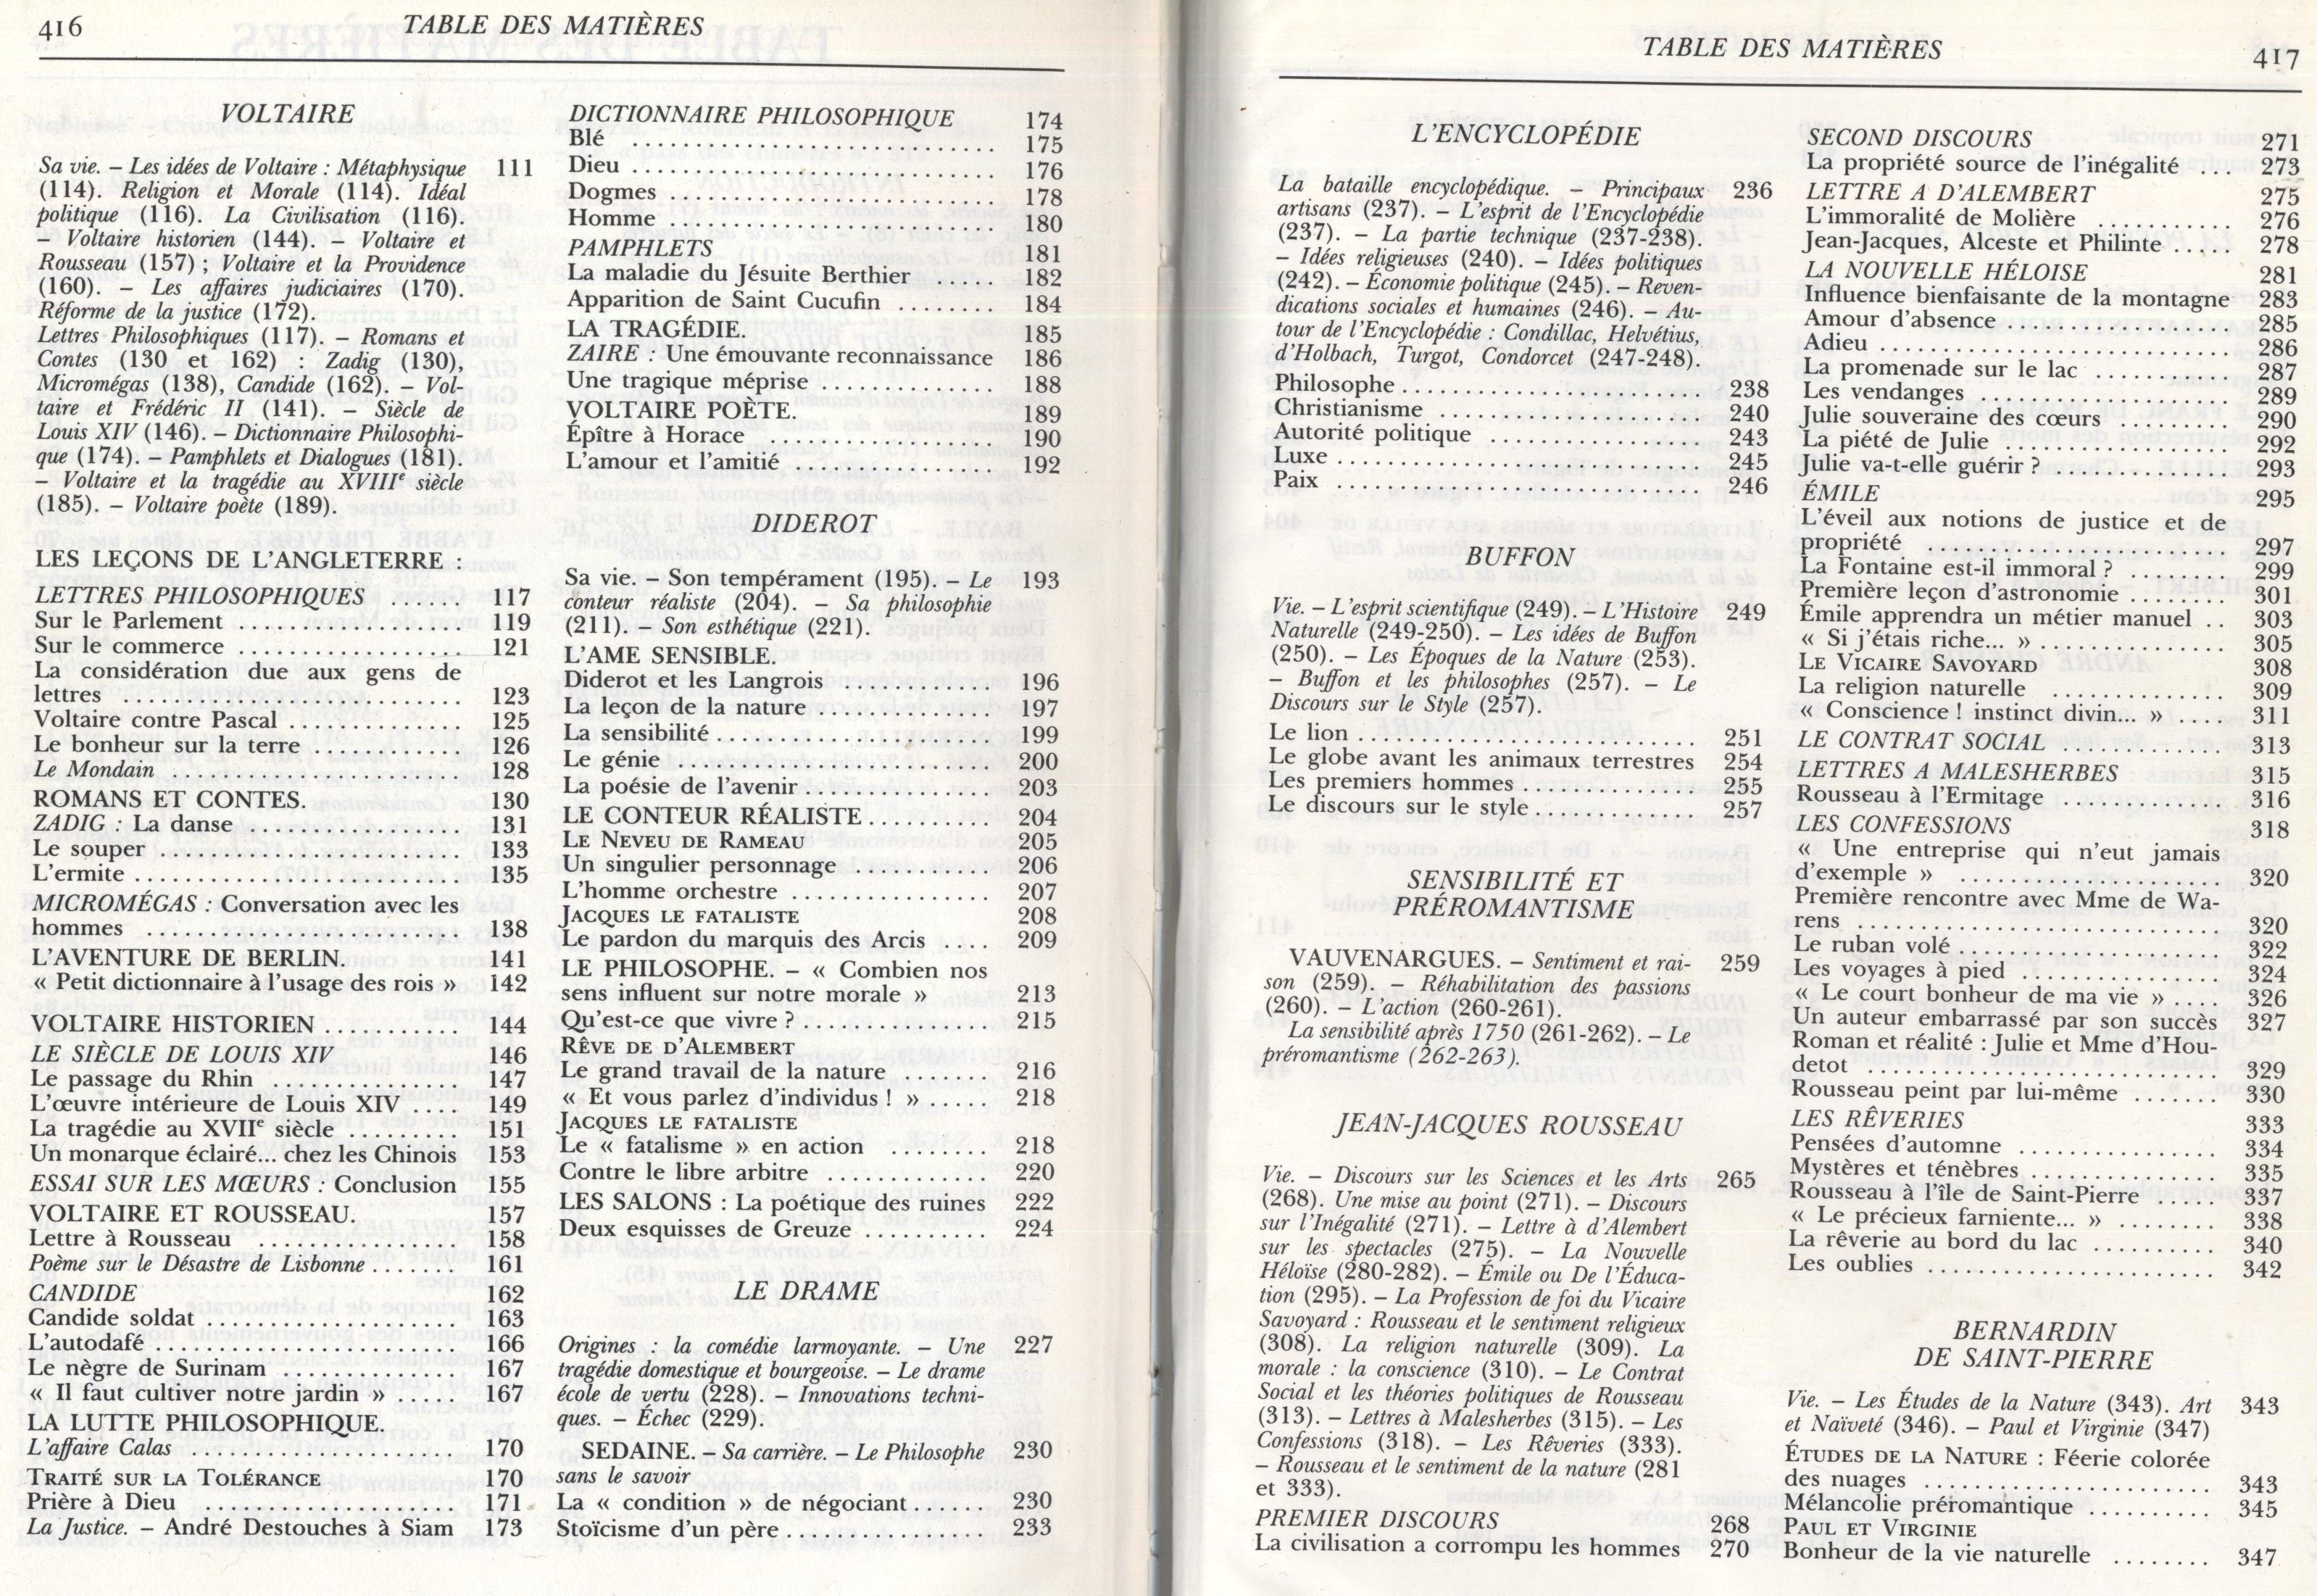 416
TABLE DES MATIÈRES
VOLTAIRE
Sa vie. – Les idées de Voltaire : Métaphysique 111
(114). Religion et Morale (114). Idéal
politique (116). La Civilisation (116).
– Voltaire historien (144). – Voltaire et
Rousseau (157) ; Voltaire et la Providence
(160). – Les affaires judiciaires (170).
Réforme de la justice (172).
Lettres Philosophiques (117). – Romans et
Contes (130 et 162) : Zadig (130),
Micromégas (138), Candide (162). – Vol-
taire et Frédéric II (141). – Siècle de
Louis XIV (146). – Dictionnaire Philosophi-
que (174). – Pamphlets et Dialogues (181).
– Voltaire et la tragédie au XVIIIe siècle
(185). – Voltaire poète (189).
LES LEÇONS DE L'ANGLETERRE :
LETTRES PHILOSOPHIQUES ...... 117
Sur le Parlement ................. 119
Sur le commerce ................. 121
La considération due aux gens de
lettres ......................... 123
Voltaire contre Pascal ............. 125
Le bonheur sur la terre ........... 126
Le Mondain ..................... 128
ROMANS ET CONTES. 130
ZADIG : La danse ................ 131
Le souper ....................... 133
L'ermite ......................... 135
MICROMÉGAS : Conversation avec les
hommes ........................ 138
L'AVENTURE DE BERLIN. 141
« Petit dictionnaire à l'usage des rois » 142
VOLTAIRE HISTORIEN .......... 144
LE SIÈCLE DE LOUIS XIV 146
Le passage du Rhin .............. 147
L'œuvre intérieure de Louis XIV .... 149
La tragédie au XVIIe siècle .......... 151
Un monarque éclairé... chez les Chinois 153
ESSAI SUR LES MŒURS : Conclusion 155
VOLTAIRE ET ROUSSEAU. 157
Lettre à Rousseau ................. 158
Poème sur le Désastre de Lisbonne ....... 161
CANDIDE 162
Candide soldat ................... 163
L'autodafé ....................... 166
Le nègre de Surinam ............. 167
« Il faut cultiver notre jardin » ...... 167
LA LUTTE PHILOSOPHIQUE.
L'affaire Calas ................... 170
TRAITÉ SUR LA TOLÉRANCE ........ 170
Prière à Dieu ................... 171
La Justice. – André Destouches à Siam 173
DICTIONNAIRE PHILOSOPHIQUE 174
Blé ............................. 175
Dieu ............................. 176
Dogmes ......................... 178
Homme ......................... 180
PAMPHLETS 181
La maladie du Jésuite Berthier ...... 182
Apparition de Saint Cucufin ........ 184
LA TRAGÉDIE. 185
ZAIRE : Une émouvante reconnaissance 186
Une tragique méprise .............. 188
VOLTAIRE POÈTE. 189
Épître à Horace .................. 190
L'amour et l'amitié ................ 192
DIDEROT
Sa vie. – Son tempérament (195). – Le 193
conteur réaliste (204). – Sa philosophie
(211). – Son esthétique (221).
L'AME SENSIBLE.
Diderot et les Langrois ............ 196
La leçon de la nature .............. 197
La sensibilité ..................... 199
Le génie ......................... 200
La poésie de l'avenir .............. 203
LE CONTEUR RÉALISTE .......... 204
LE NEVEU DE RAMEAU 205
Un singulier personnage .......... 206
L'homme orchestre ............... 207
JACQUES LE FATALISTE 208
Le pardon du marquis des Arcis .... 209
LE PHILOSOPHE. – « Combien nos
sens influent sur notre morale » 213
Qu'est-ce que vivre ? .............. 215
RÊVE DE D'ALEMBERT
Le grand travail de la nature ....... 216
« Et vous parlez d'individus ! » ..... 218
JACQUES LE FATALISTE
Le « fatalisme » en action ........ 218
Contre le libre arbitre ............ 220
LES SALONS : La poétique des ruines 222
Deux esquisses de Greuze .......... 224
LE DRAME
Origines : la comédie larmoyante. – Une 227
tragédie domestique et bourgeoise. – Le drame
école de vertu (228). – Innovations techni-
ques. – Échec (229).
SEDAINE. – Sa carrière. – Le Philosophe 230
sans le savoir
La « condition » de négociant ....... 230
Stoïcisme d'un père ................ 233
TABLE DES MATIÈRES
417
L'ENCYCLOPÉDIE
La bataille encyclopédique. – Principaux 236
artisans (237). – L'esprit de l'Encyclopédie
(237). – La partie technique (237-238).
– Idées religieuses (240). – Idées politiques
(242). – Économie politique (245). – Reven-
dications sociales et humaines (246). – Au-
tour de l'Encyclopédie : Condillac, Helvétius,
d'Holbach, Turgot, Condorcet (247-248).
Philosophe ....................... 238
Christianisme .................... 240
Autorité politique ................ 243
Luxe ........................... 245
Paix ............................ 246
BUFFON
Vie. – L'esprit scientifique (249). – L'Histoire 249
Naturelle (249-250). – Les idées de Buffon
(250). – Les Époques de la Nature (253).
– Buffon et les philosophes (257). – Le
Discours sur le Style (257).
Le lion .......................... 251
Le globe avant les animaux terrestres 254
Les premiers hommes .............. 255
Le discours sur le style ............. 257
SENSIBILITÉ ET
PRÉROMANTISME
VAUVENARGUES. – Sentiment et rai- 259
son (259). – Réhabilitation des passions
(260). – L'action (260-261).
La sensibilité après 1750 (261-262). – Le
préromantisme (262-263).
JEAN-JACQUES ROUSSEAU
Vie. – Discours sur les Sciences et les Arts 265
(268). Une mise au point (271). – Discours
sur l'Inégalité (271). – Lettre à d'Alembert
sur les spectacles (275). – La Nouvelle
Héloïse (280-282). – Émile ou De l'Éduca-
tion (295). – La Profession de foi du Vicaire
Savoyard : Rousseau et le sentiment religieux
(308). La religion naturelle (309). La
morale : la conscience (310). – Le Contrat
Social et les théories politiques de Rousseau
(313). – Lettres à Malesherbes (315). – Les
Confessions (318). – Les Rêveries (333).
– Rousseau et le sentiment de la nature (281
et 333).
PREMIER DISCOURS 268
La civilisation a corrompu les hommes 270
SECOND DISCOURS 271
La propriété source de l'inégalité ... 273
LETTRE A D'ALEMBERT 275
L'immoralité de Molière ........... 276
Jean-Jacques, Alceste et Philinte ..... 278
LA NOUVELLE HÉLOISE 281
Influence bienfaisante de la montagne 283
Amour d'absence .................. 285
Adieu ........................... 286
La promenade sur le lac .......... 287
Les vendanges ................... 289
Julie souveraine des cœurs ......... 290
La piété de Julie .................. 292
Julie va-t-elle guérir ? .............. 293
ÉMILE 295
L'éveil aux notions de justice et de
propriété ....................... 297
La Fontaine est-il immoral ? ........ 299
Première leçon d'astronomie ........ 301
Émile apprendra un métier manuel .. 303
« Si j'étais riche... » ............... 305
LE VICAIRE SAVOYARD 308
La religion naturelle .............. 309
« Conscience ! instinct divin... » .... 311
LE CONTRAT SOCIAL ............ 313
LETTRES A MALESHERBES 315
Rousseau à l'Ermitage ............. 316
LES CONFESSIONS 318
« Une entreprise qui n'eut jamais
d'exemple » ..................... 320
Première rencontre avec Mme de Wa-
rens ............................ 320
Le ruban volé .................... 322
Les voyages à pied ................ 324
« Le court bonheur de ma vie » .... 326
Un auteur embarrassé par son succès 327
Roman et réalité : Julie et Mme d'Hou-
detot ........................... 329
Rousseau peint par lui-même ....... 330
LES RÊVERIES 333
Pensées d'automne ............... 334
Mystères et ténèbres ............... 335
Rousseau à l'île de Saint-Pierre ..... 337
« Le précieux farniente... » ........ 338
La rêverie au bord du lac .......... 340
Les oublies ....................... 342
BERNARDIN
DE SAINT-PIERRE
Vie. – Les Études de la Nature (343). Art 343
et Naïveté (346). – Paul et Virginie (347)
ÉTUDES DE LA NATURE : Féerie colorée
des nuages ...................... 343
Mélancolie préromantique .......... 345
PAUL ET VIRGINIE
Bonheur de la vie naturelle ........ 347